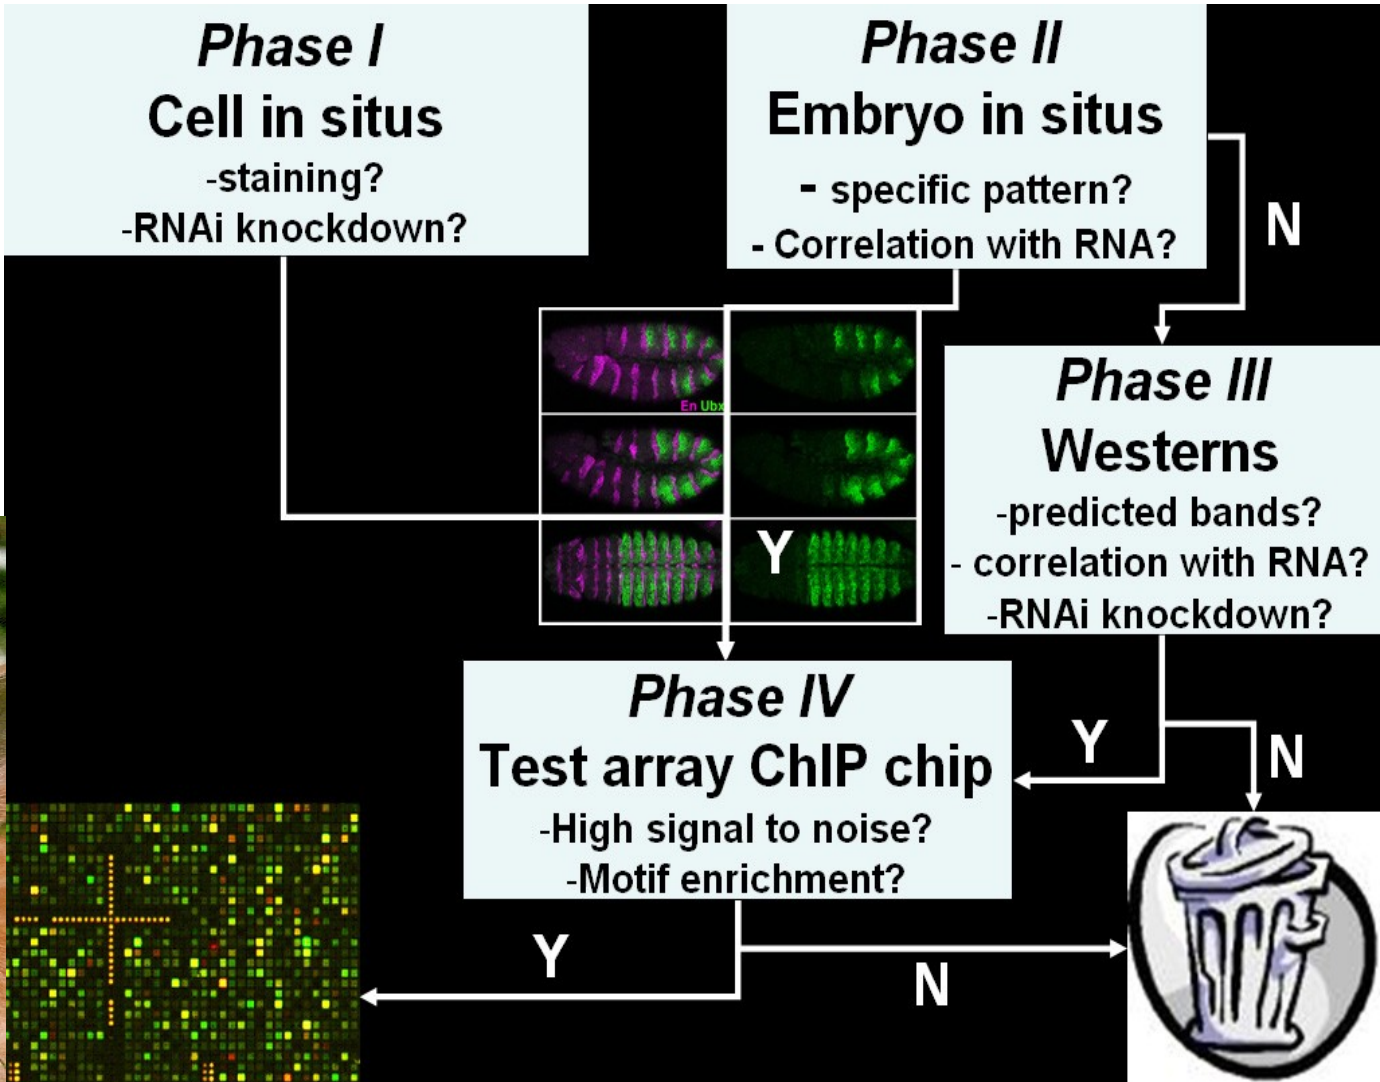 Phase I
Cell in situs
-staining?
-RNAi knockdown?
Phase II
Embryo in situs
- specific pattern?
- Correlation with RNA?
N
En Ubx
Y
Phase III
Westerns
-predicted bands?
- correlation with RNA?
-RNAi knockdown?
Phase IV
Test array ChIP chip
-High signal to noise?
-Motif enrichment?
Y
N
Y
N